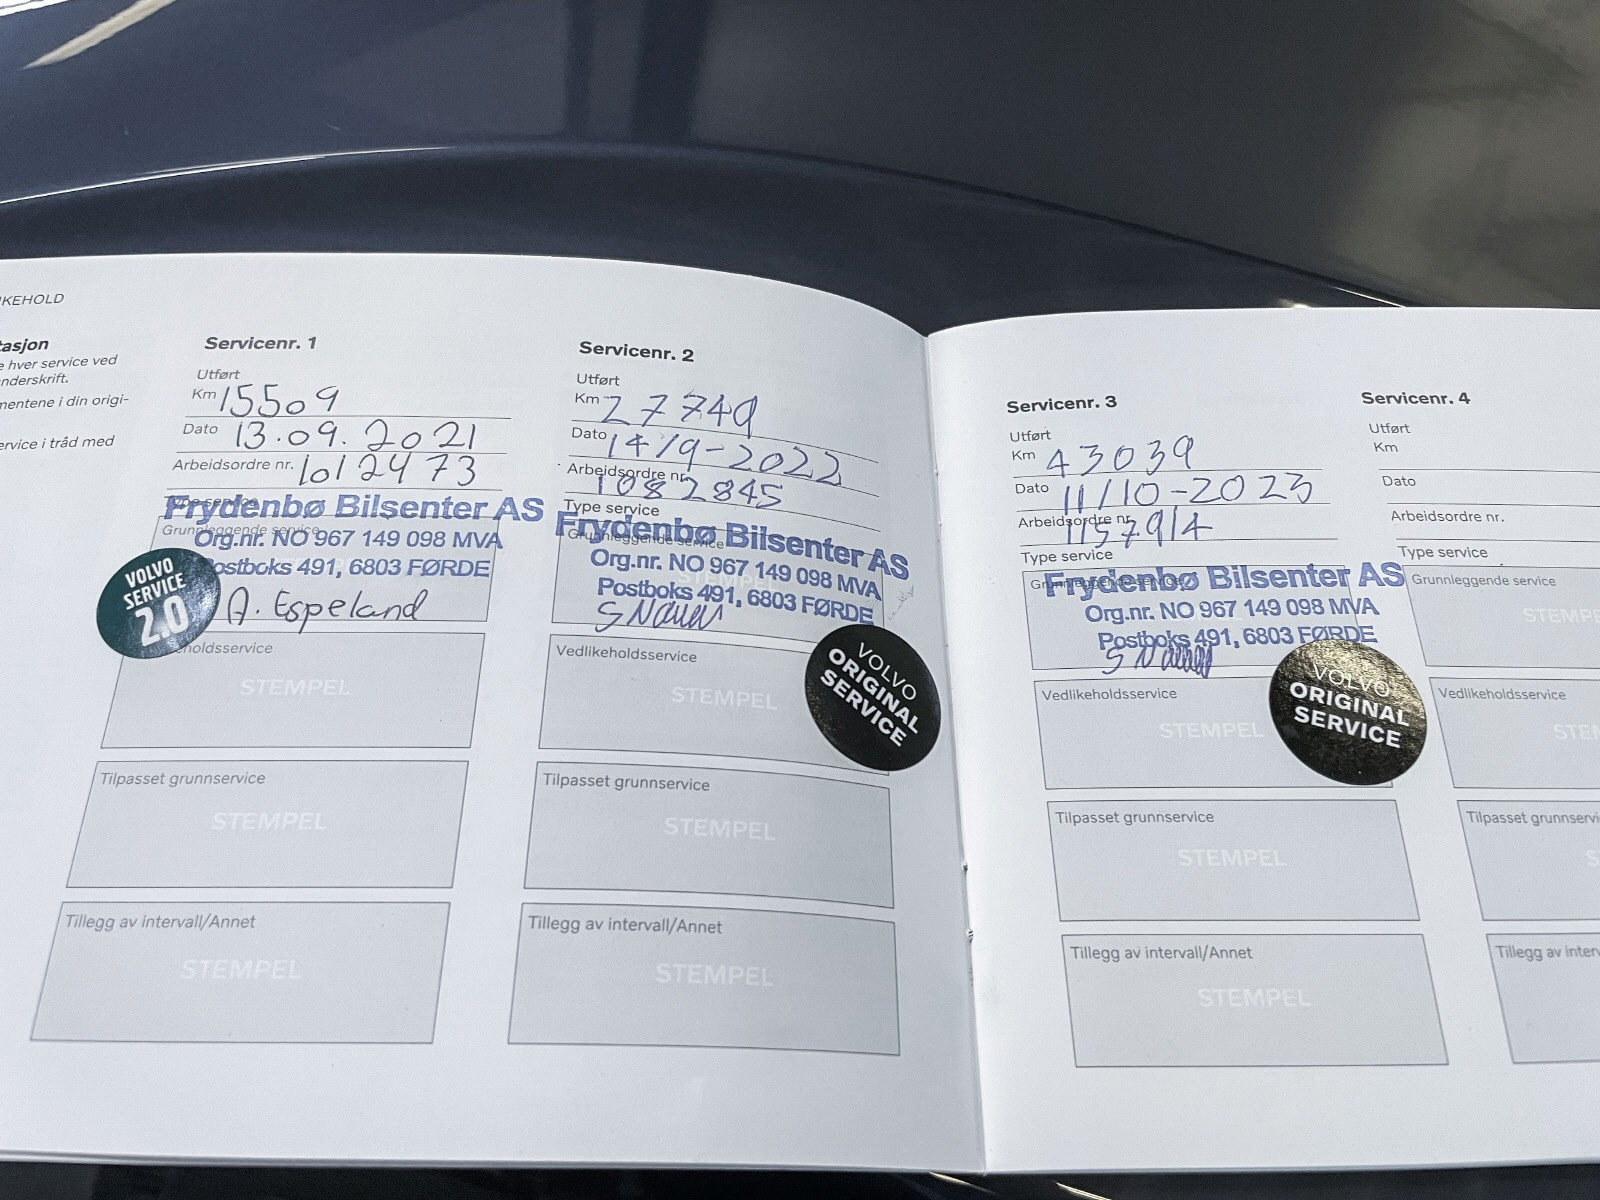 KEHOLD
tasjon
e hver service ved
nderskrift.
mentene i din origi-
ervice i tråd med
Servicenr. 1
Utført
Km 15509
Dato 13.09.2021
Arbeidsordre nr. 1012473
Type service
Grunnleggende service
Frydenbø Bilsenter AS
Org.nr. NO 967 149 098 MVA
Postboks 491, 6803 FØRDE
A. Espeland
VOLVO
SERVICE
2.0
holdsservice
STEMPEL
Tilpasset grunnservice
STEMPEL
Tillegg av intervall/Annet
STEMPEL
Servicenr. 2
Utført
Km 27749
Dato 14/9-2022
Arbeidsordre nr. 1082845
Type service
Grunnleggende service
STEMPEL
Frydenbø Bilsenter AS
Org.nr. NO 967 149 098 MVA
Postboks 491, 6803 FØRDE
Vedlikeholdsservice
STEMPEL
VOLVO
ORIGINAL
SERVICE
Tilpasset grunnservice
STEMPEL
Tillegg av intervall/Annet
STEMPEL
Servicenr. 3
Utført
Km 43039
Dato 11/10-2023
Arbeidsordre nr. 1157914
Type service
Grunnleggende service
Frydenbø Bilsenter AS
Org.nr. NO 967 149 098 MVA
Postboks 491, 6803 FØRDE
Vedlikeholdsservice
STEMPEL
VOLVO
ORIGINAL
SERVICE
Tilpasset grunnservice
STEMPEL
Tillegg av intervall/Annet
STEMPEL
Servicenr. 4
Utført
Km
Dato
Arbeidsordre nr.
Type service
Grunnleggende service
STEMPE
Vedlikeholdsservice
STEM
Tilpasset grunnservi
S
Tillegg av inter